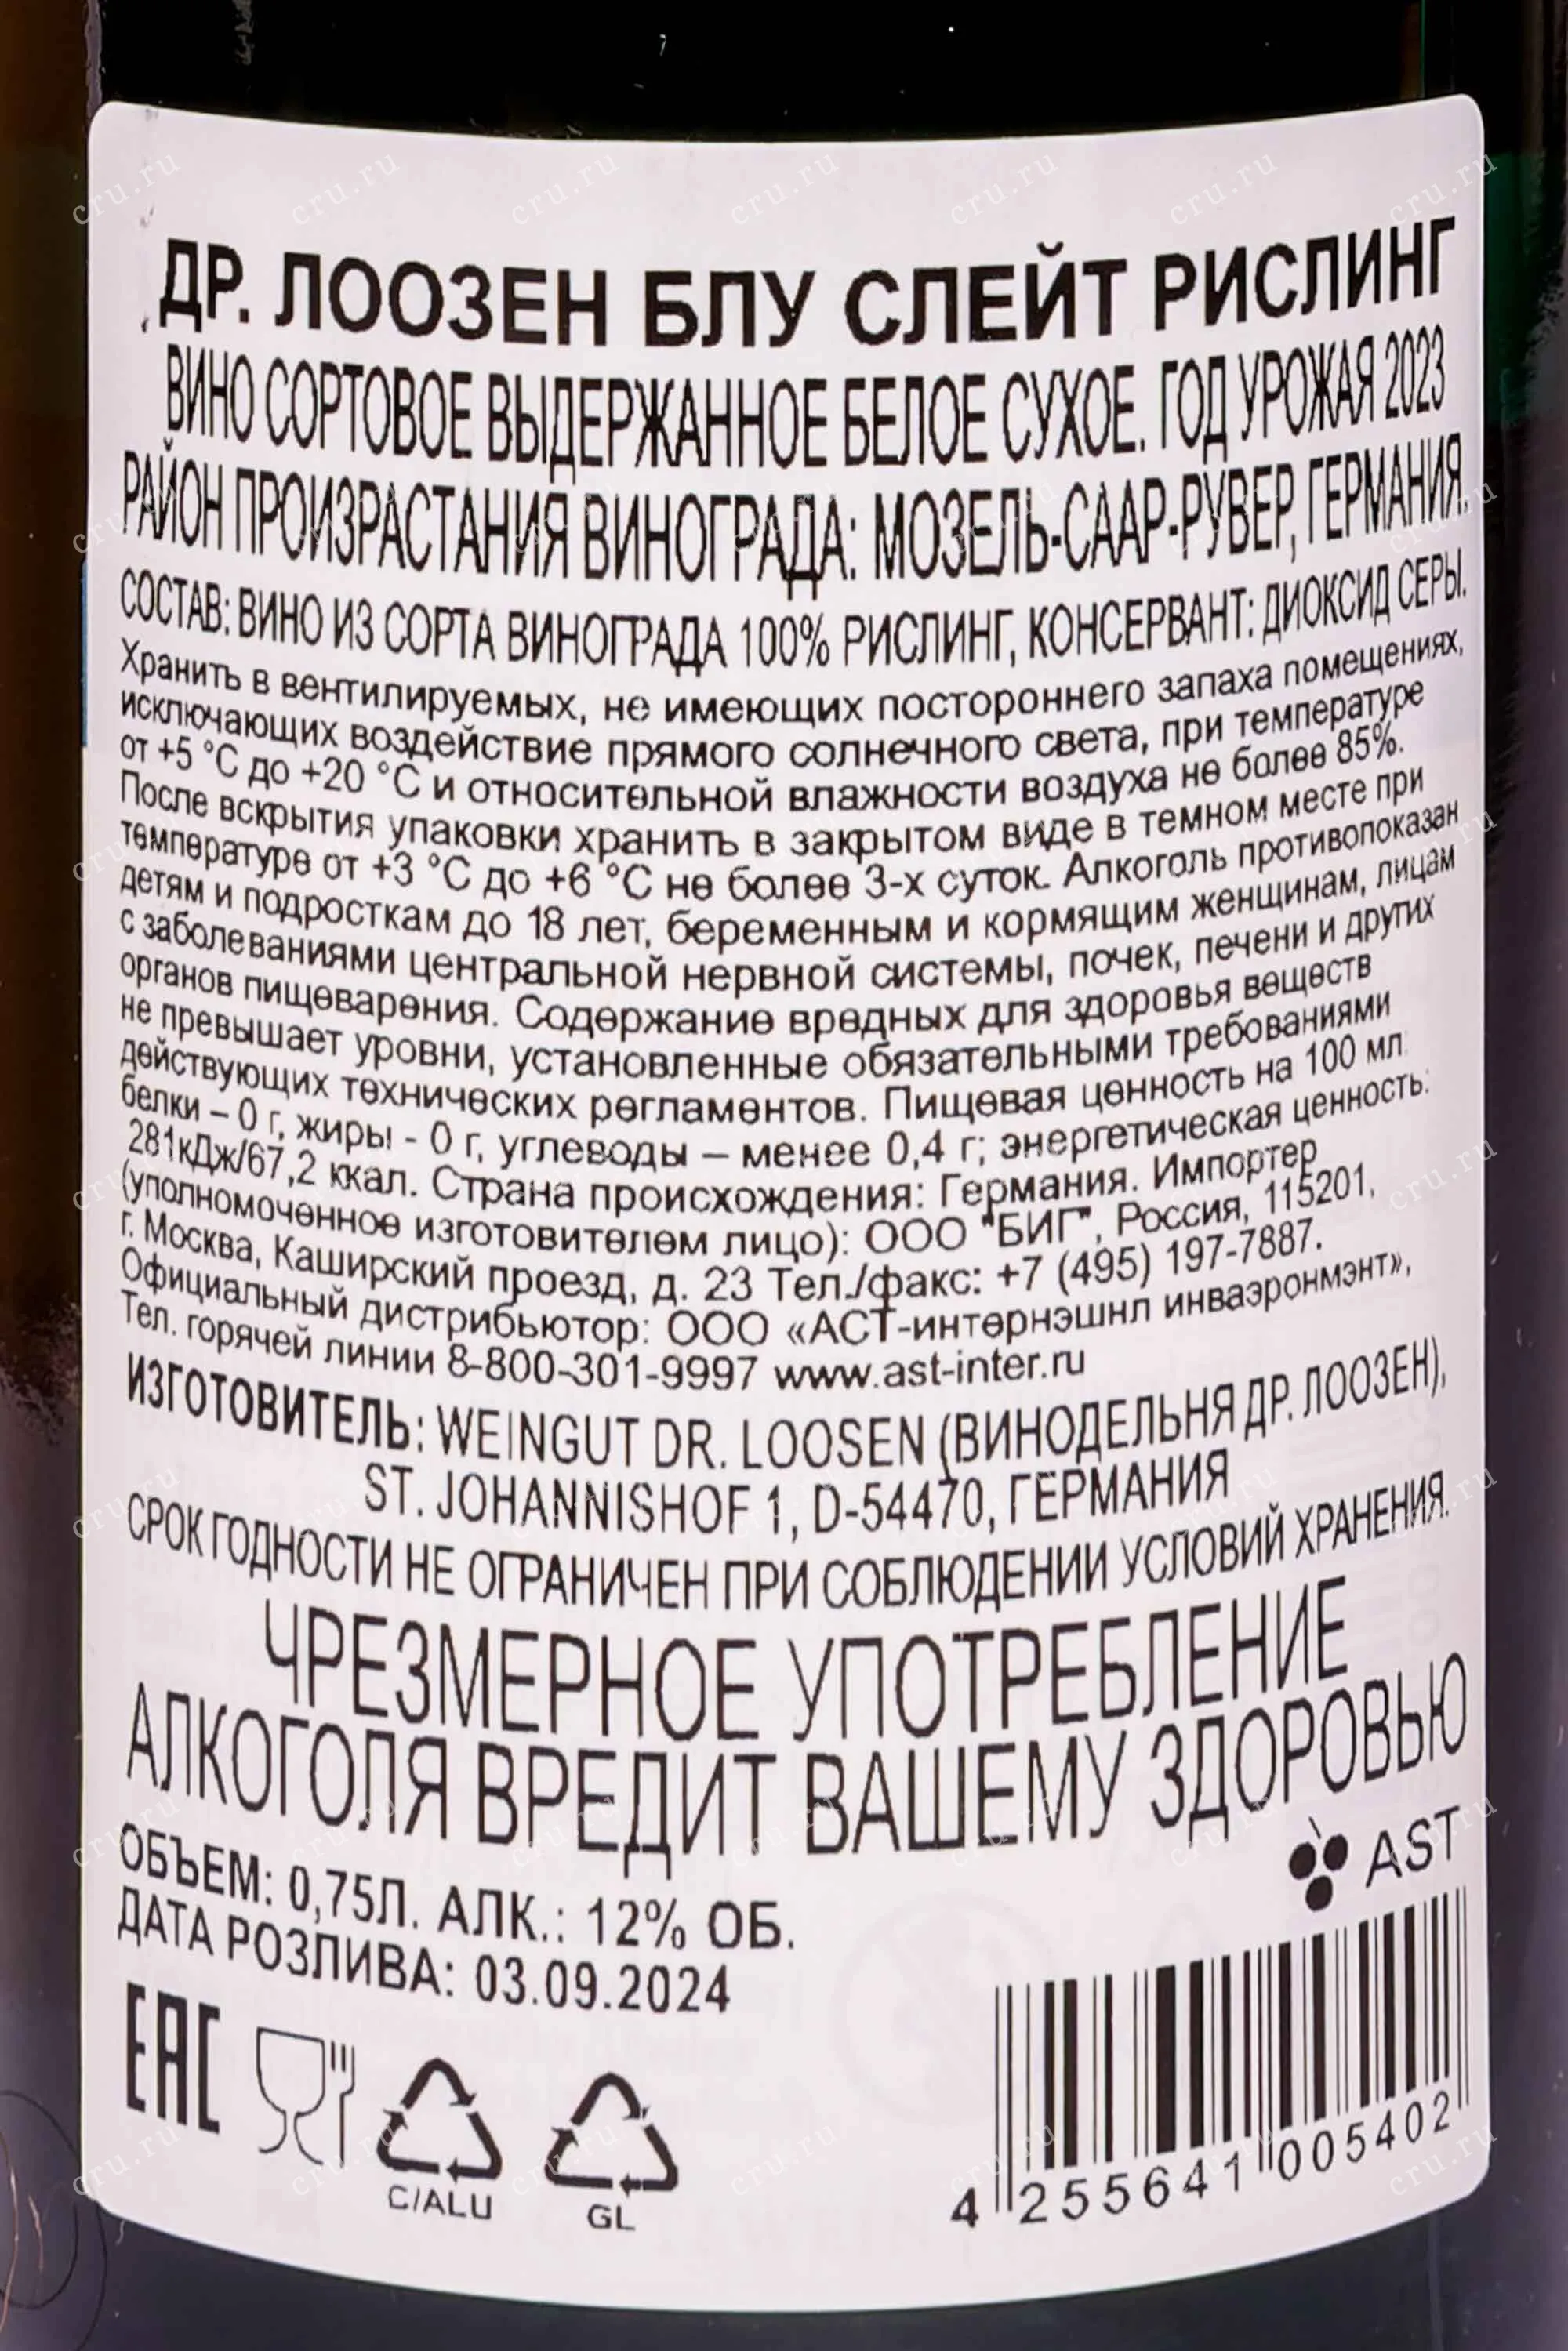 ДР. ЛООЗЕН БЛУ СЛЕЙТ РИСЛИНГ
ВИНО СОРТОВОЕ ВЫДЕРЖАННОЕ БЕЛОЕ СУХОЕ. ГОД УРОЖАЯ 2023
РАЙОН ПРОИЗРАСТАНИЯ ВИНОГРАДА: МОЗЕЛЬ-СААР-РУВЕР, ГЕРМАНИЯ.
СОСТАВ: ВИНО ИЗ СОРТА ВИНОГРАДА 100% РИСЛИНГ, КОНСЕРВАНТ: ДИОКСИД СЕРЫ.
Хранить в вентилируемых, не имеющих постороннего запаха помещениях,
исключающих воздействие прямого солнечного света, при температуре
от +5 °С до +20 °С и относительной влажности воздуха не более 85%.
После вскрытия упаковки хранить в закрытом виде в темном месте при
температуре от +3 °С до +6 °С не более 3-х суток. Алкоголь противопоказан
детям и подросткам до 18 лет, беременным и кормящим женщинам, лицам
с заболеваниями центральной нервной системы, почек, печени и других
органов пищеварения. Содержание вредных для здоровья веществ
не превышает уровни, установленные обязательными требованиями
действующих технических регламентов. Пищевая ценность на 100 мл
белки – 0 г, жиры - 0 г, углеводы – менее 0,4 г; энергетическая ценность:
281кДж/67,2 ккал. Страна происхождения: Германия. Импортер
(уполномоченное изготовителем лицо): ООО "БИГ", Россия, 115201,
г. Москва, Каширский проезд, д. 23 Тел./факс: +7 (495) 197-7887.
Официальный дистрибьютор: ООО «АСТ-интернэшнл инваэронмэнт»,
Тел. горячей линии 8-800-301-9997 www.ast-inter.ru
ИЗГОТОВИТЕЛЬ: WEINGUT DR. LOOSEN (ВИНОДЕЛЬНЯ ДР. ЛООЗЕН),
ST. JOHANNISHOF 1, D-54470, ГЕРМАНИЯ
СРОК ГОДНОСТИ НЕ ОГРАНИЧЕН ПРИ СОБЛЮДЕНИИ УСЛОВИЙ ХРАНЕНИЯ.
ЧРЕЗМЕРНОЕ УПОТРЕБЛЕНИЕ
АЛКОГОЛЯ ВРЕДИТ ВАШЕМУ ЗДОРОВЬЮ
ОБЪЕМ: 0,75Л. АЛК.: 12% ОБ.
ДАТА РОЗЛИВА: 03.09.2024
AST
EAC
C/ALU
GL
4 255641 005402
cru.ru